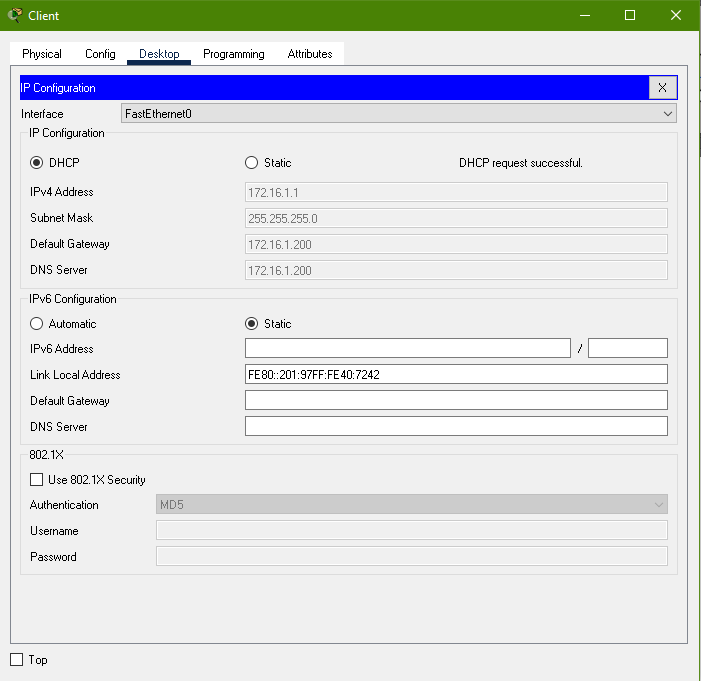 Client
Physical Config Desktop Programming Attributes
IP Configuration X
Interface FastEthernet0
IP Configuration
DHCP Static DHCP request successful.
IPv4 Address 172.16.1.1
Subnet Mask 255.255.255.0
Default Gateway 172.16.1.200
DNS Server 172.16.1.200
IPv6 Configuration
Automatic Static
IPv6 Address /
Link Local Address FE80::201:97FF:FE40:7242
Default Gateway
DNS Server
802.1X
Use 802.1X Security
Authentication MD5
Username
Password
Top